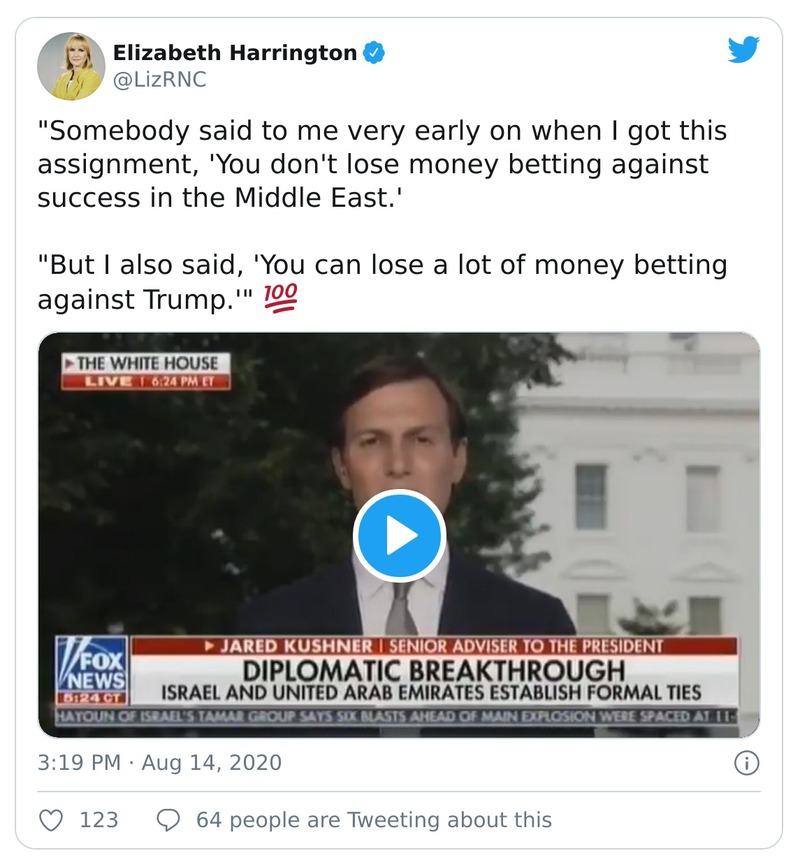 Elizabeth Harrington
@LizRNC
"Somebody said to me very early on when I got this
assignment, 'You don't lose money betting against
success in the Middle East.'
"But I also said, 'You can lose a lot of money betting
against Trump.'" 💯
THE WHITE HOUSE
LIVE | 6:24 PM ET
JARED KUSHNER | SENIOR ADVISER TO THE PRESIDENT
FOX
NEWS
5:24 CT
DIPLOMATIC BREAKTHROUGH
ISRAEL AND UNITED ARAB EMIRATES ESTABLISH FORMAL TIES
HAYOUN OF ISRAEL'S TAMAR GROUP SAYS SIX BLASTS AHEAD OF MAIN EXPLOSION WERE SPACED AT 11-
3:19 PM · Aug 14, 2020
123
64 people are Tweeting about this